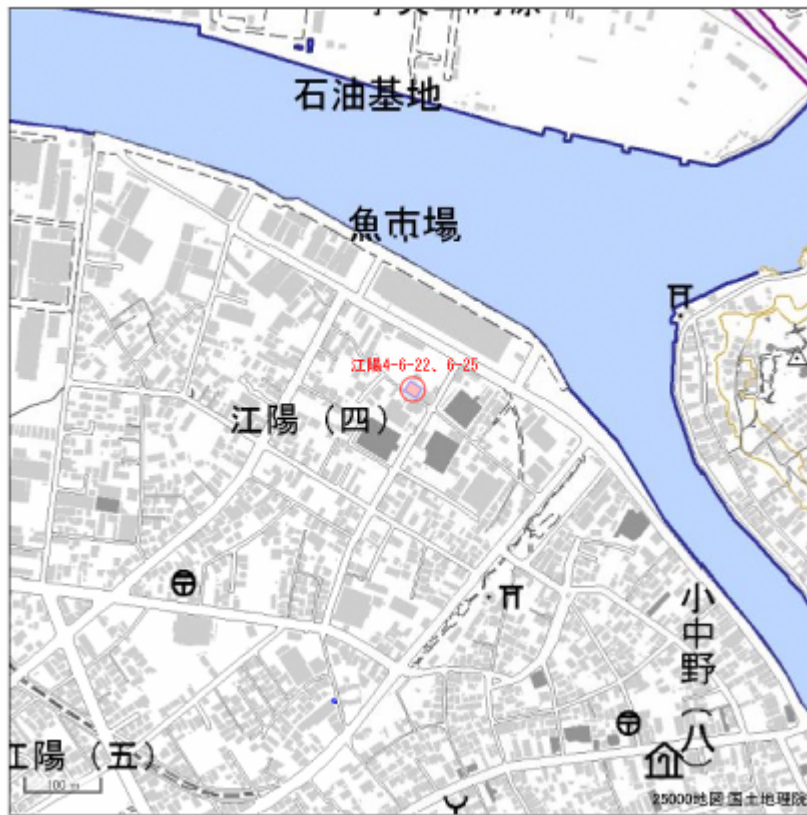 石油基地
魚市場
江陽4-6-22、6-25
江陽（四）
小中野（八）
江陽（五）
100 m
25000地図 国土地理院